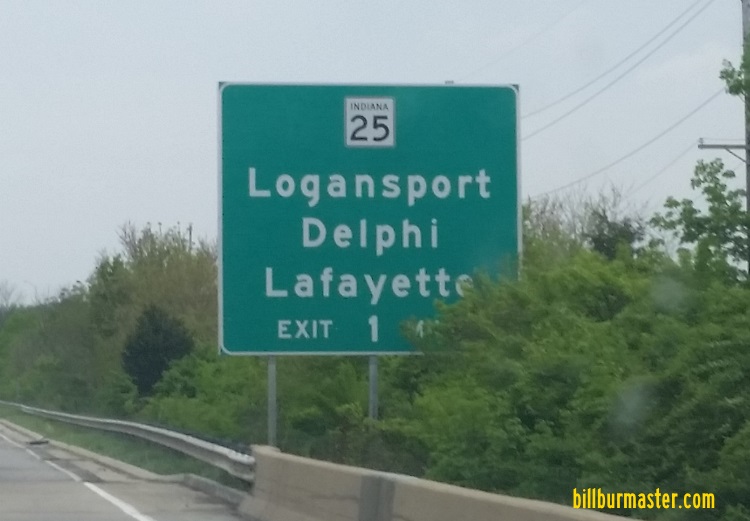 INDIANA
25
Logansport
Delphi
Lafayette
EXIT 1
billburmaster.com